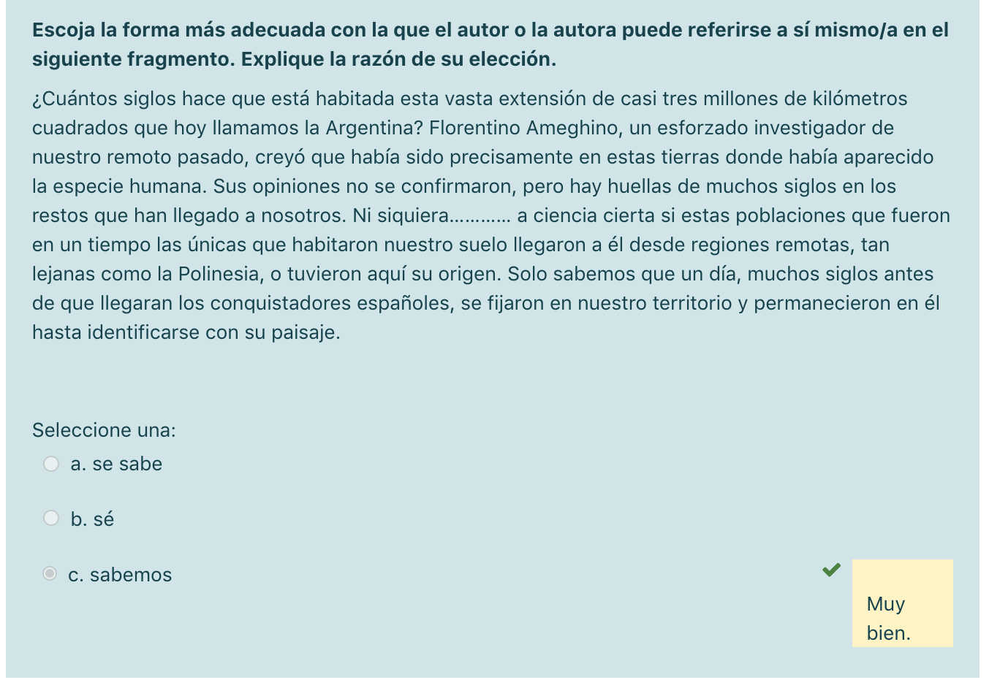 Escoja la forma más adecuada con la que el autor o la autora puede referirse a sí mismo/a en el
siguiente fragmento. Explique la razón de su elección.
¿Cuántos siglos hace que está habitada esta vasta extensión de casi tres millones de kilómetros
cuadrados que hoy llamamos la Argentina? Florentino Ameghino, un esforzado investigador de
nuestro remoto pasado, creyó que había sido precisamente en estas tierras donde había aparecido
la especie humana. Sus opiniones no se confirmaron, pero hay huellas de muchos siglos en los
restos que han llegado a nosotros. Ni siquiera............ a ciencia cierta si estas poblaciones que fueron
en un tiempo las únicas que habitaron nuestro suelo llegaron a él desde regiones remotas, tan
lejanas como la Polinesia, o tuvieron aquí su origen. Solo sabemos que un día, muchos siglos antes
de que llegaran los conquistadores españoles, se fijaron en nuestro territorio y permanecieron en él
hasta identificarse con su paisaje.
Seleccione una:
a. se sabe
b. sé
c. sabemos
Muy
bien.